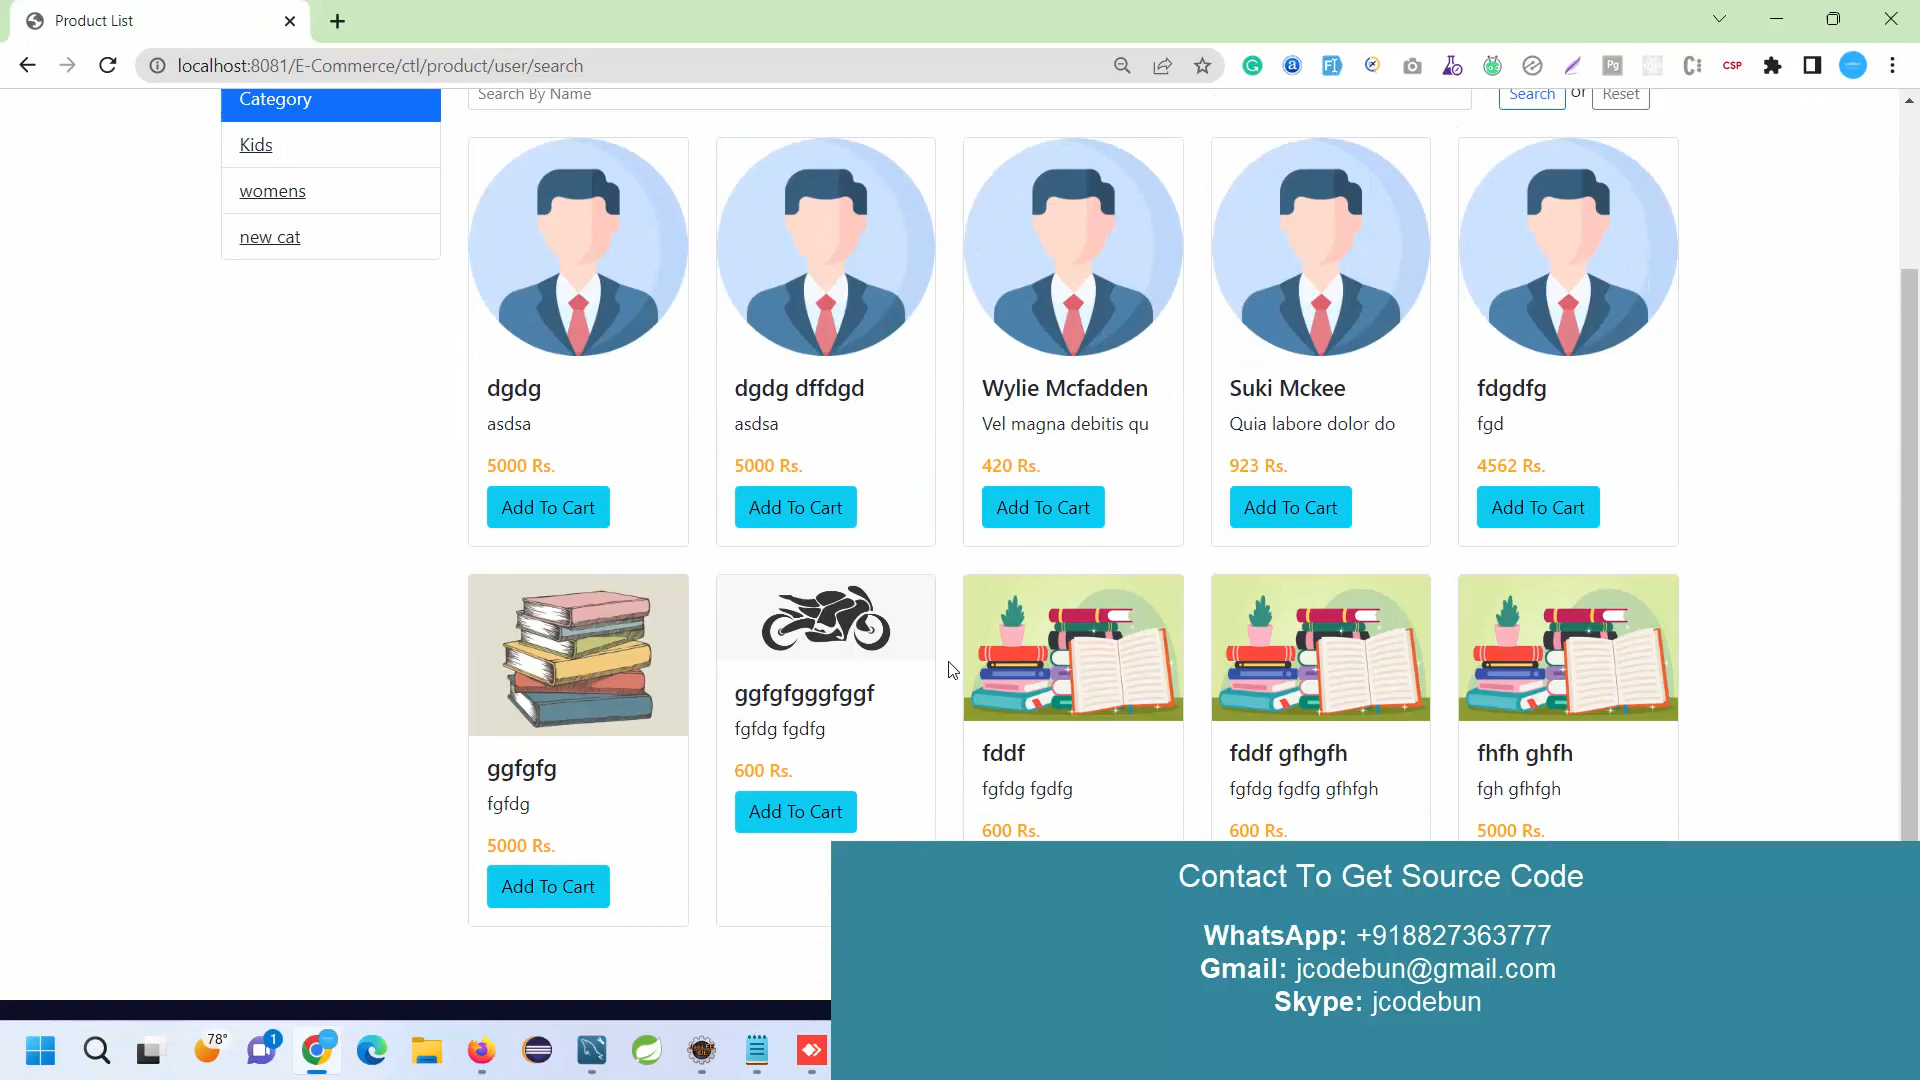 Product List
localhost:8081/E-Commerce/ctl/product/user/search
CSP
Category
Search By Name
Search or Reset
Kids
womens
new cat
dgdg
asdsa
5000 Rs.
Add To Cart
dgdg dffdgd
asdsa
5000 Rs.
Add To Cart
Wylie Mcfadden
Vel magna debitis qu
420 Rs.
Add To Cart
Suki Mckee
Quia labore dolor do
923 Rs.
Add To Cart
fdgdfg
fgd
4562 Rs.
Add To Cart
ggfgfg
fgfdg
5000 Rs.
Add To Cart
ggfgfgggfggf
fgfdg fgdfg
600 Rs.
Add To Cart
fddf
fgfdg fgdfg
600 Rs.
fddf gfhgfh
fgfdg fgdfg gfhfgh
600 Rs.
fhfh ghfh
fgh gfhfgh
5000 Rs.
Contact To Get Source Code
WhatsApp: +918827363777
Gmail: jcodebun@gmail.com
Skype: jcodebun
78°
1